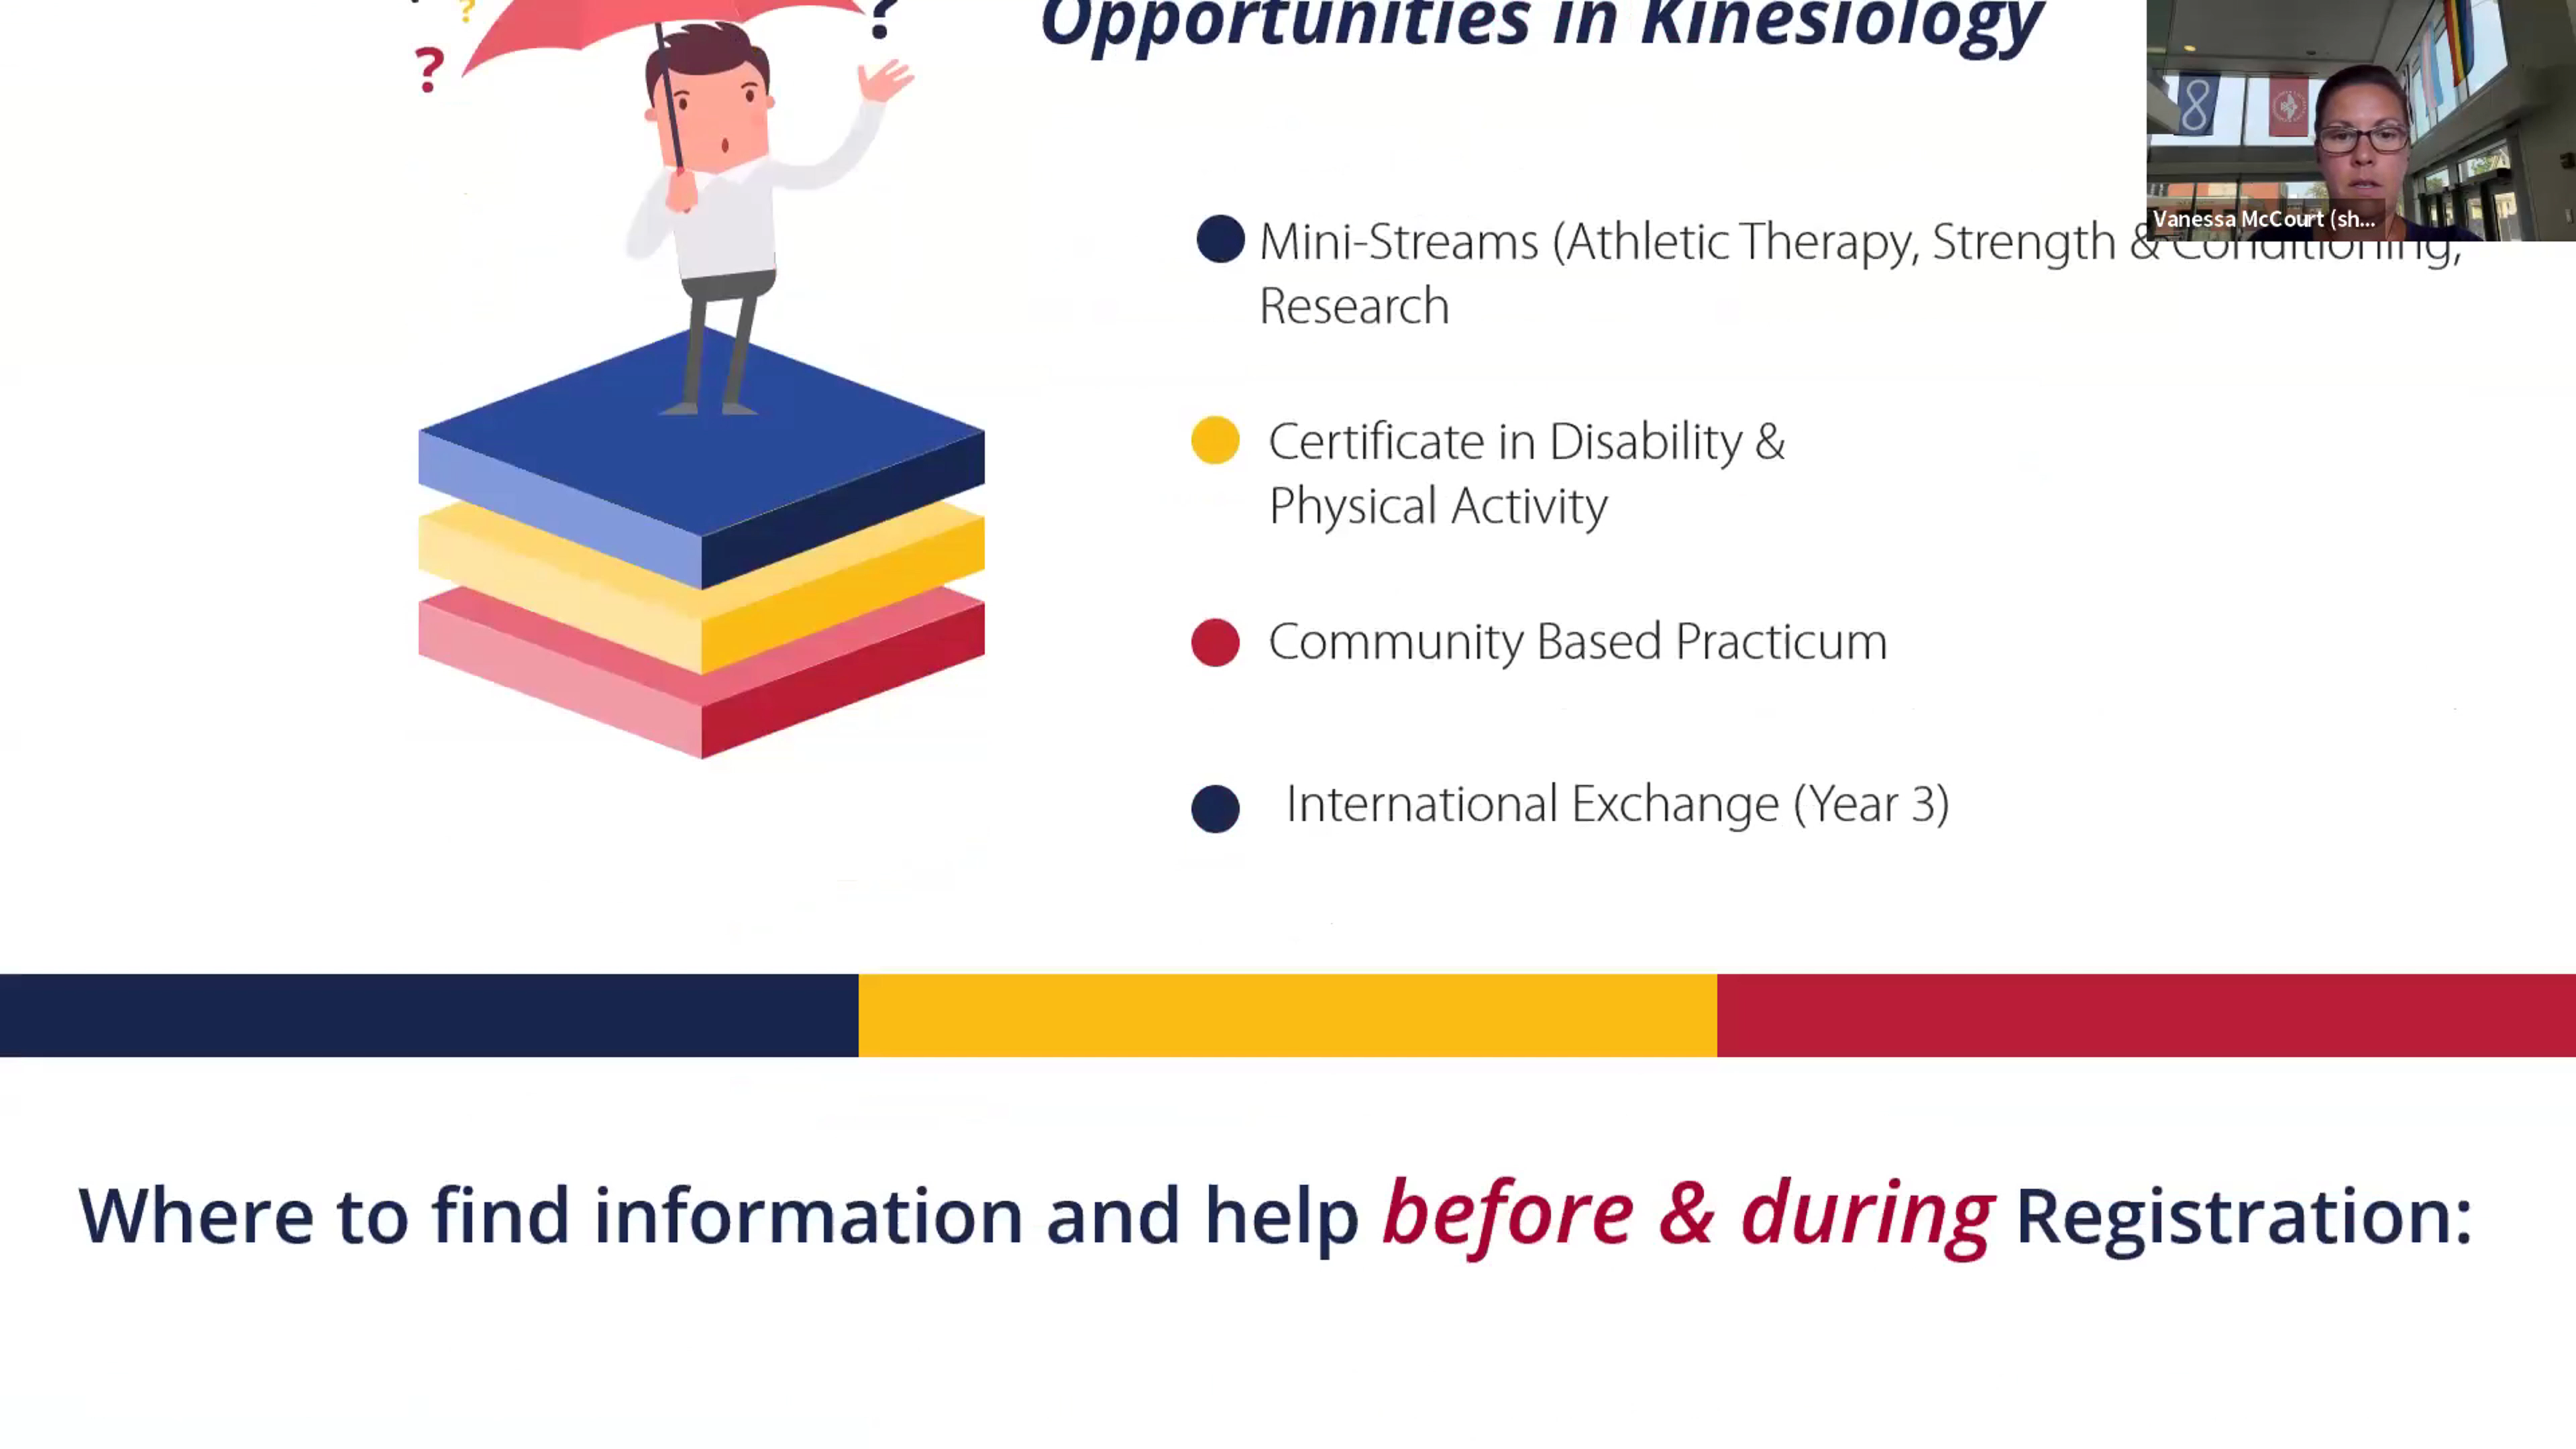 Opportunities in Kinesiology
? ? ?
Vanessa McCourt (sh...
Mini-Streams (Athletic Therapy, Strength & Conditioning,
Research
Certificate in Disability &
Physical Activity
Community Based Practicum
International Exchange (Year 3)
Where to find information and help before & during Registration: